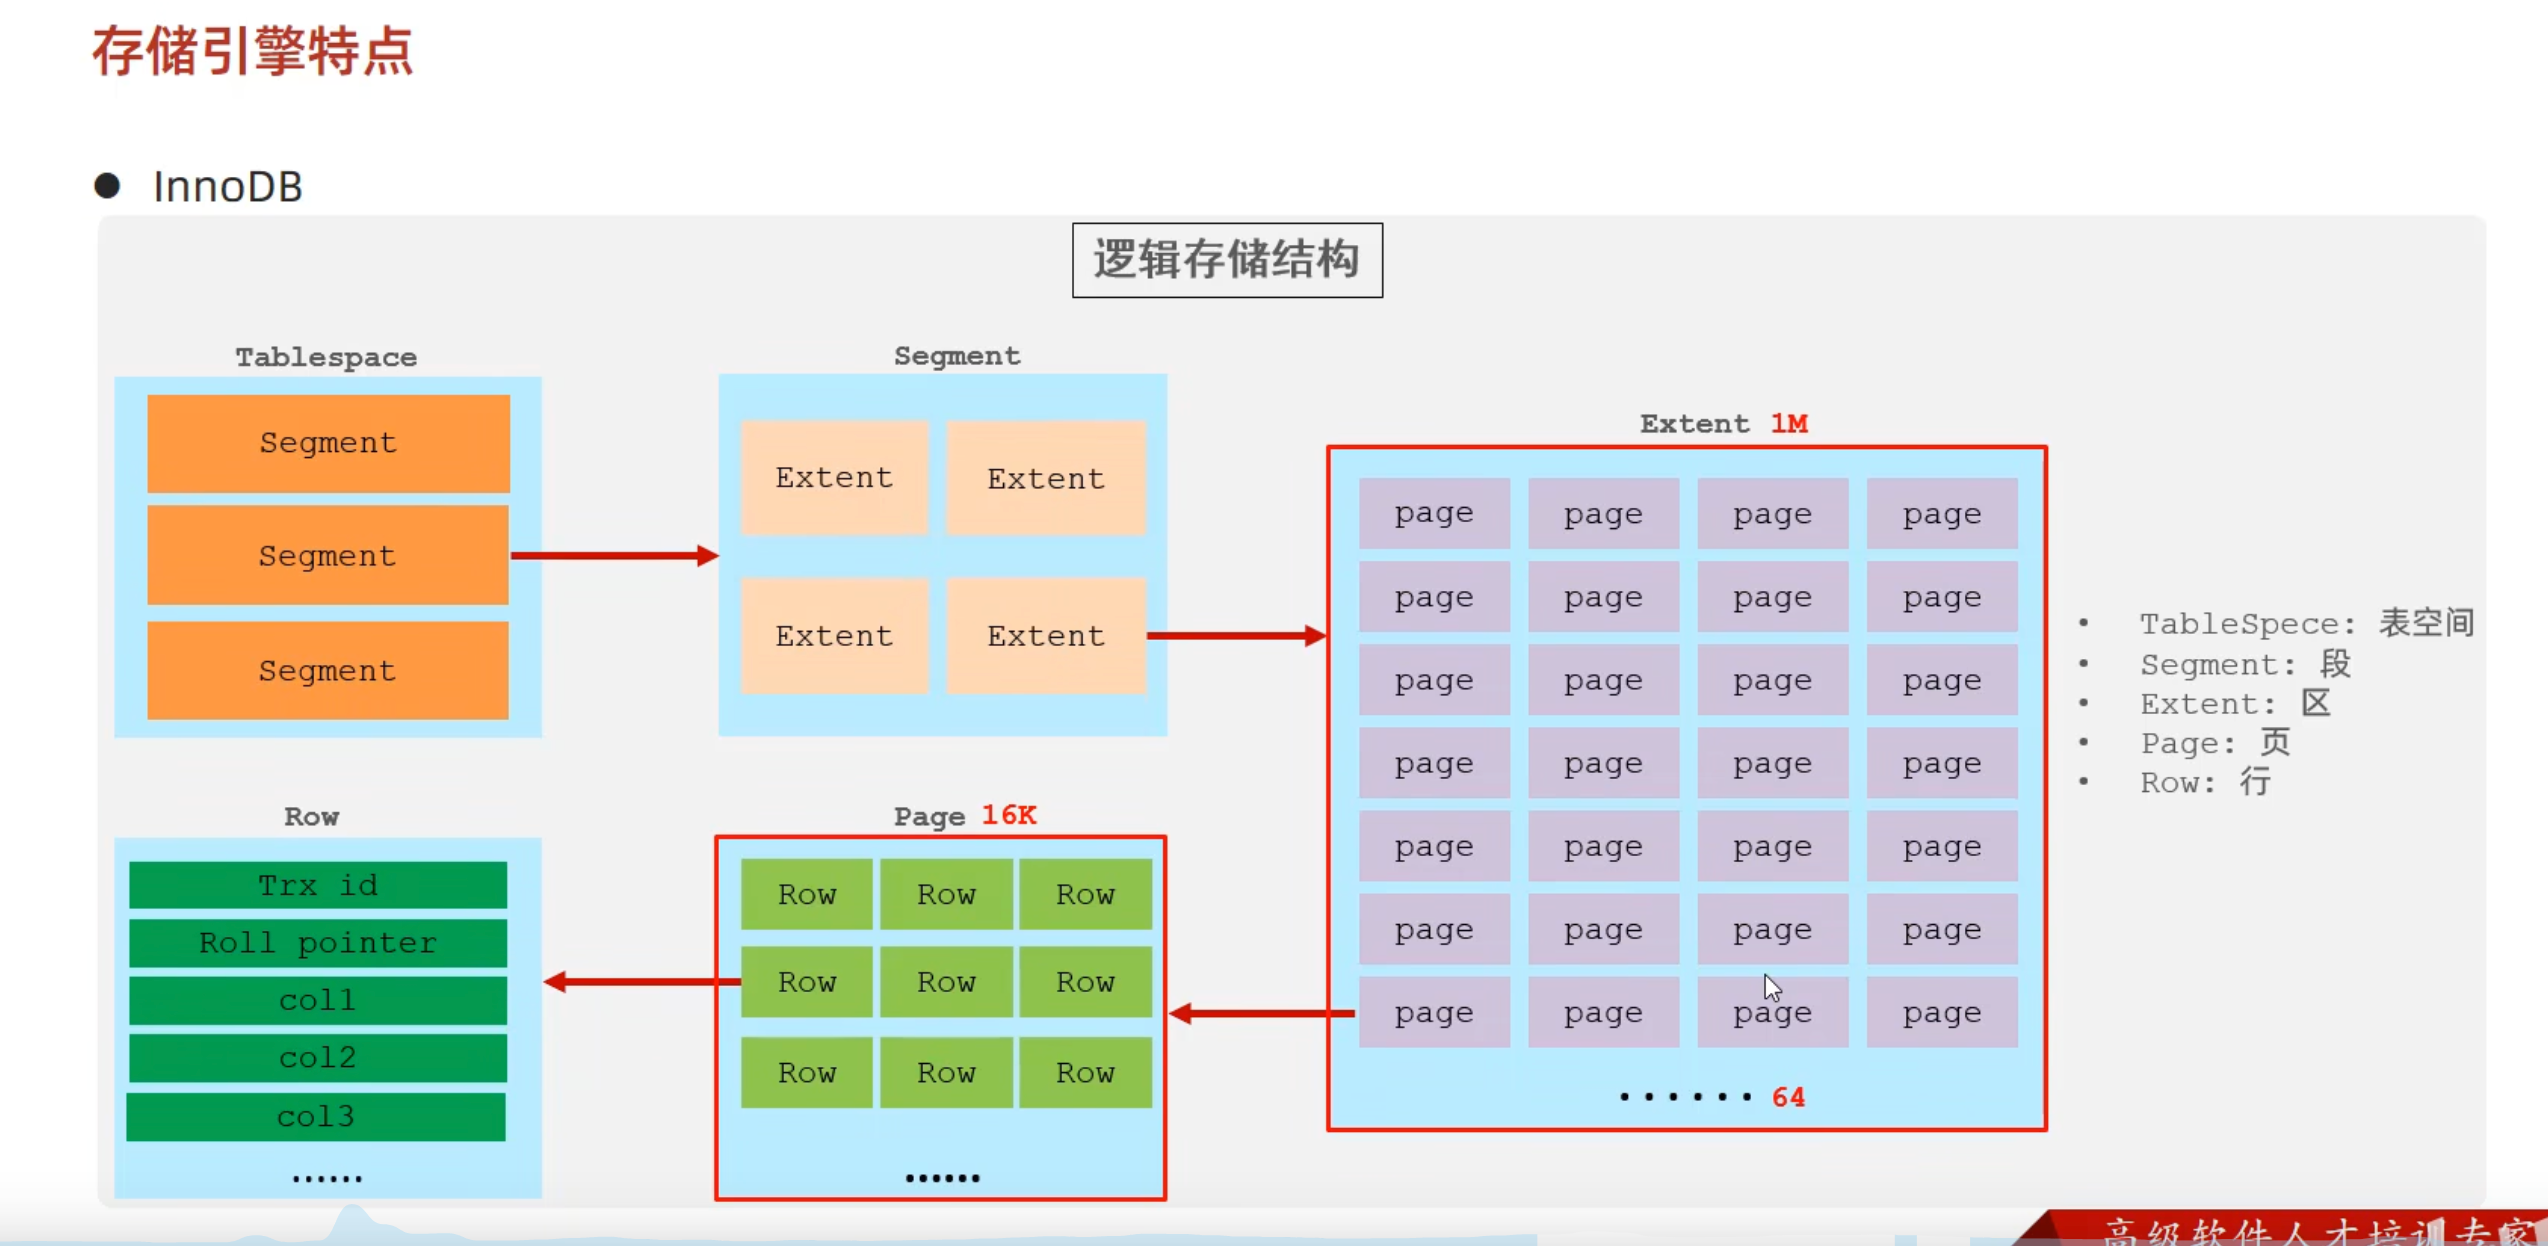 存储引擎特点
● InnoDB
逻辑存储结构
Tablespace
Segment
Segment
Segment
Segment
Extent Extent
Extent Extent
Extent 1M
page page page page
page page page page
page page page page
page page page page
page page page page
page page page page
page page page page
······ 64
Page 16K
Row Row Row
Row Row Row
Row Row Row
······
Row
Trx id
Roll pointer
col1
col2
col3
······
• TableSpece: 表空间
• Segment: 段
• Extent: 区
• Page: 页
• Row: 行
高级软件人才培训专家